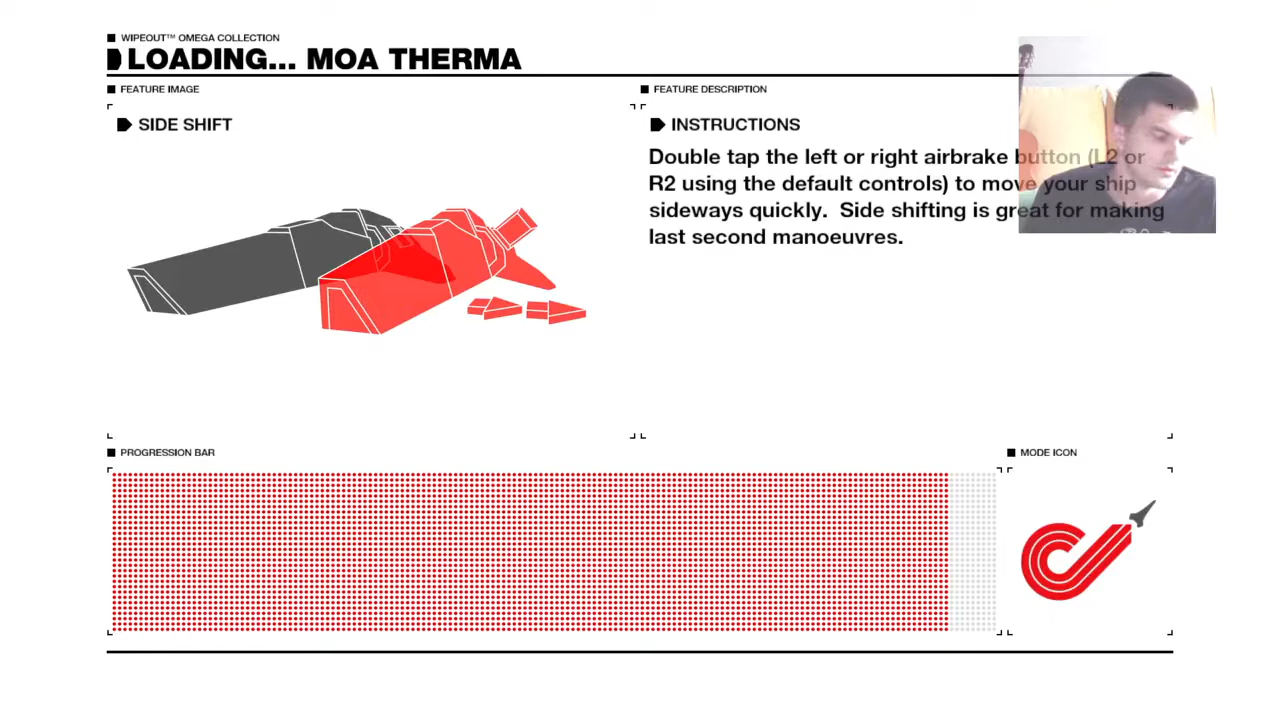 WIPEOUT™ OMEGA COLLECTION
LOADING... MOA THERMA
FEATURE IMAGE
SIDE SHIFT
FEATURE DESCRIPTION
INSTRUCTIONS
Double tap the left or right airbrake button (L2 or
R2 using the default controls) to move your ship
sideways quickly.  Side shifting is great for making
last second manoeuvres.
PROGRESSION BAR
MODE ICON